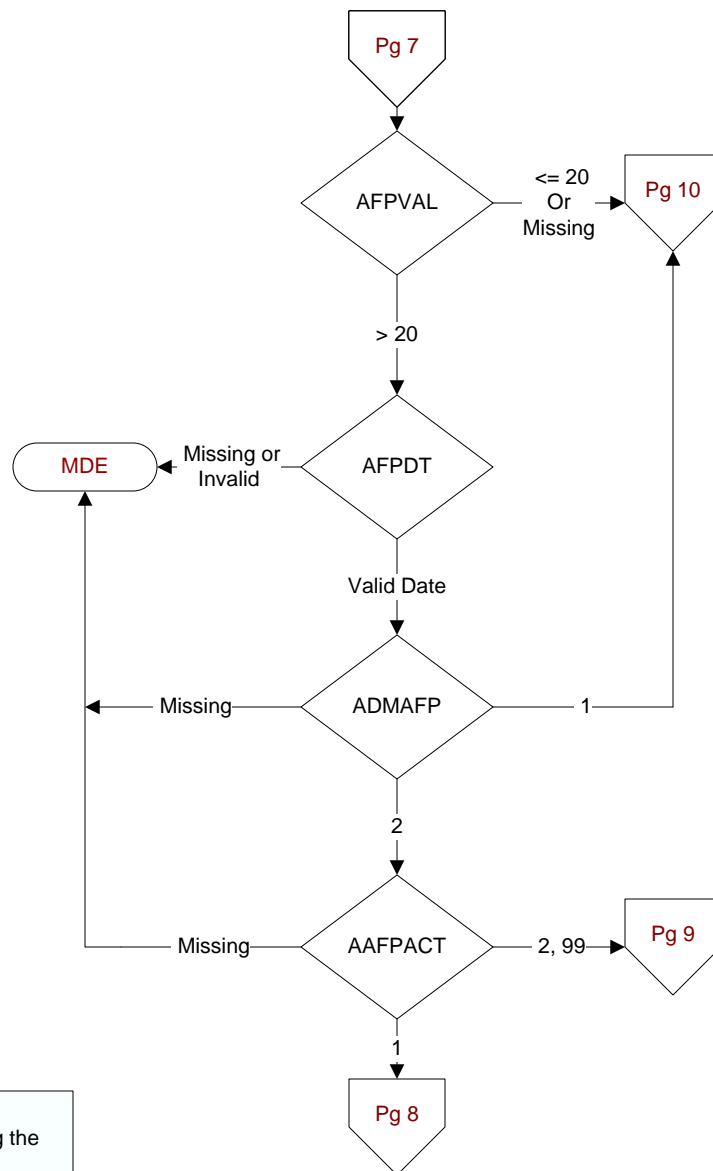 Pg 7
AFPVAL
<= 20
Or
Missing
Pg 10
> 20
MDE
Missing or
Invalid
AFPDT
Valid Date
Missing
ADMAFP
1
2
Missing
AAFPACT
2, 99
Pg 9
1
Pg 8
g the